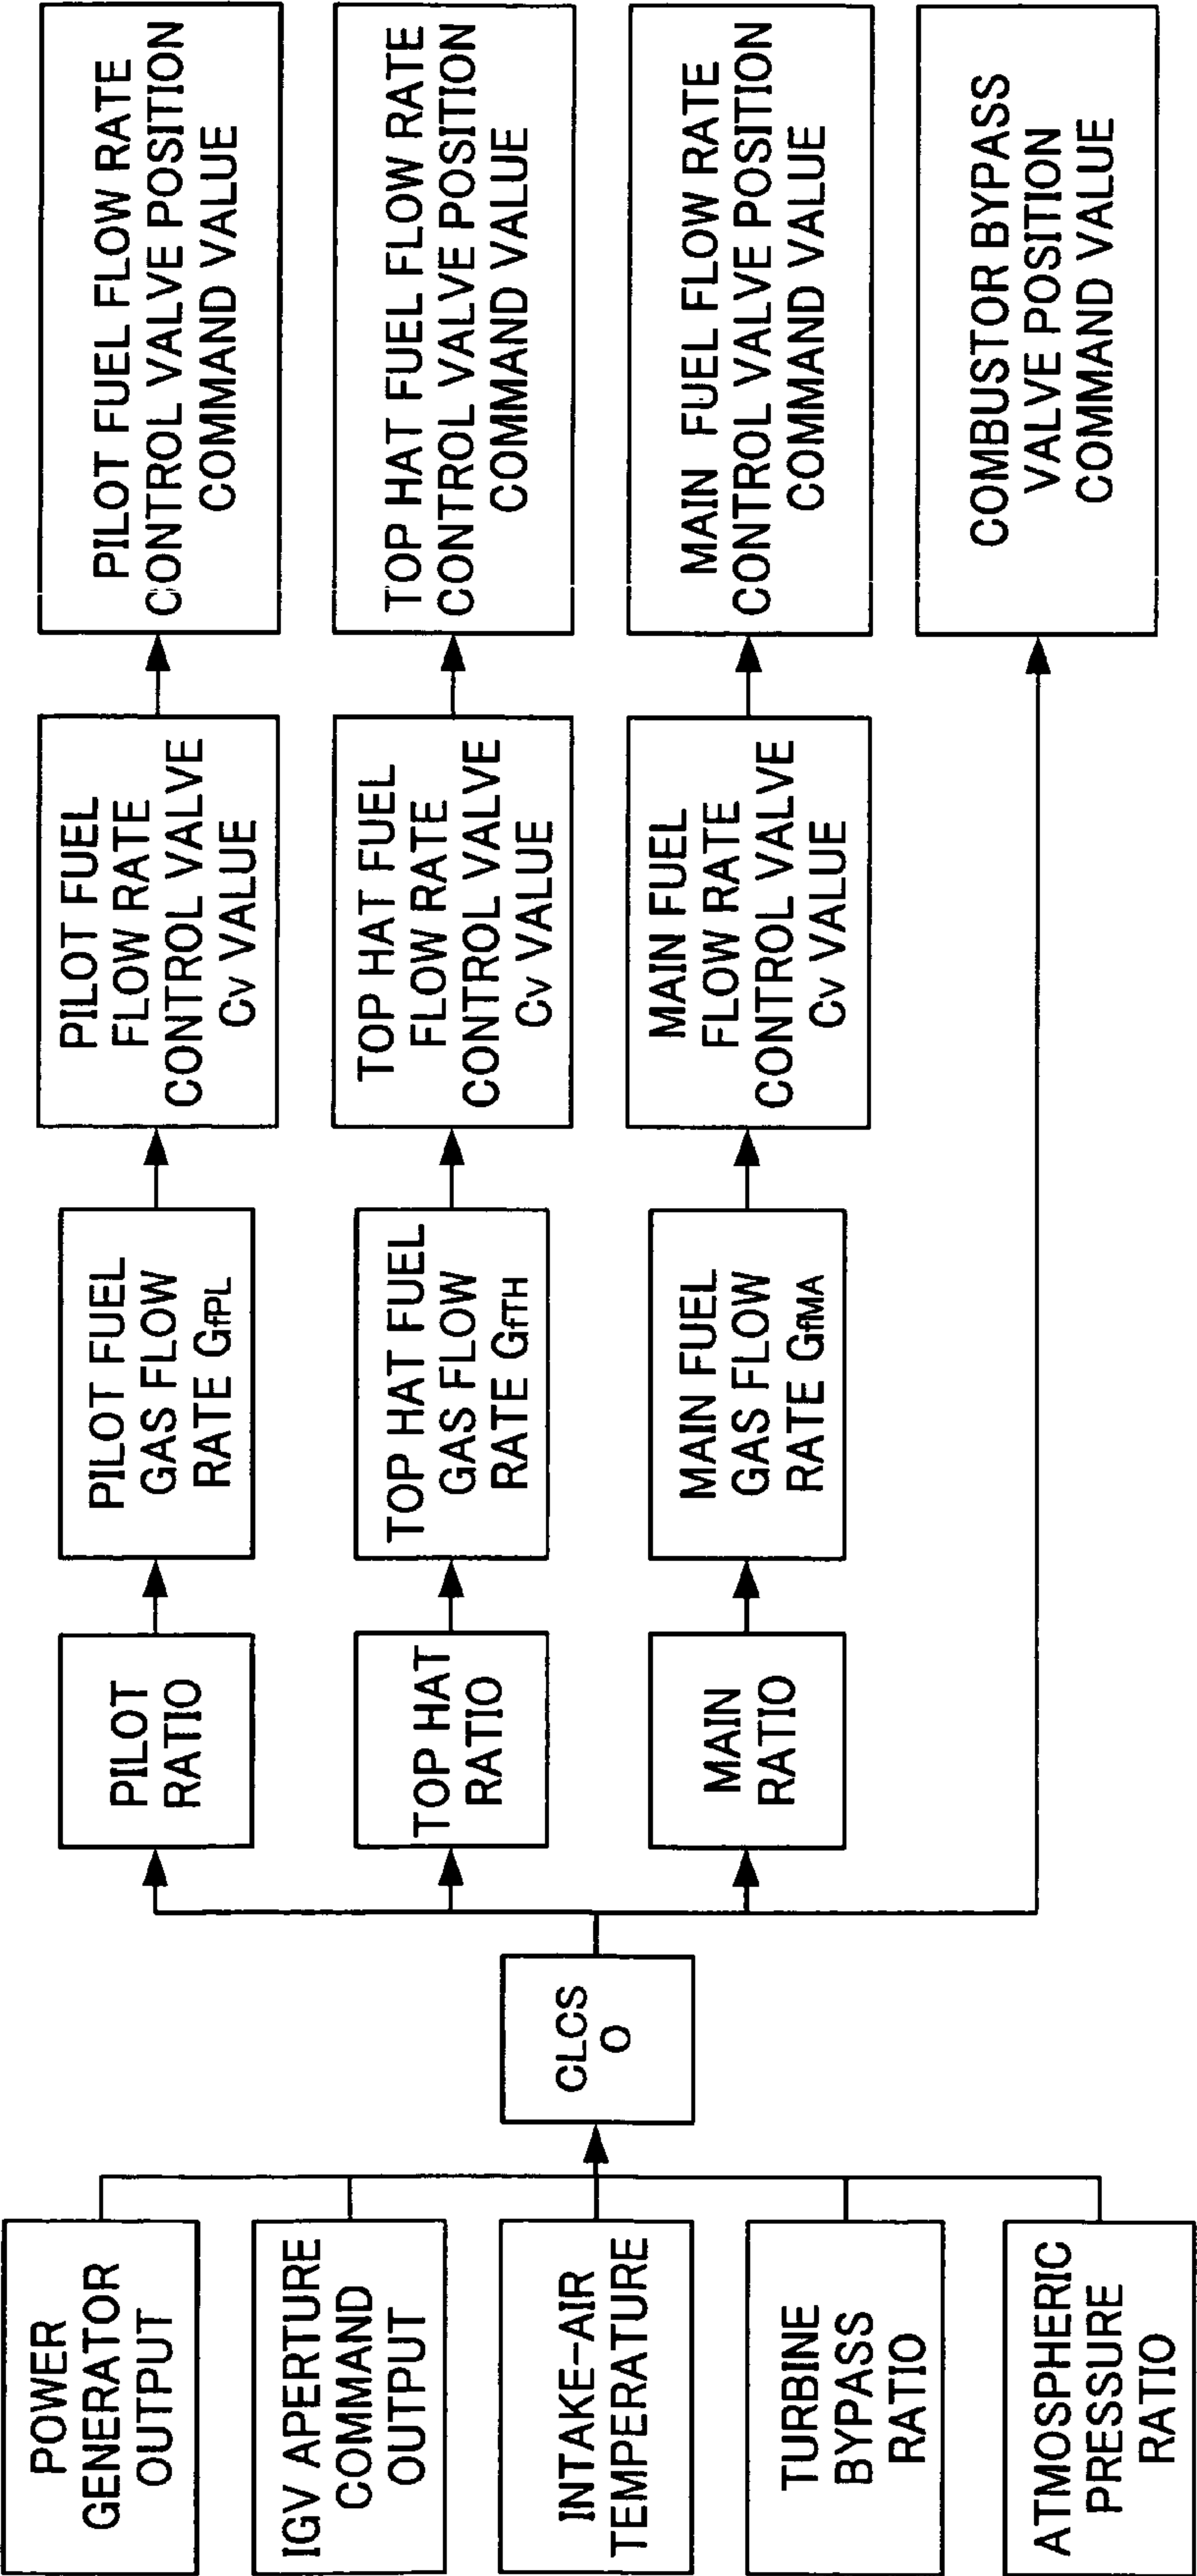 POWER
GENERATOR
OUTPUT
IGV APERTURE
COMMAND
OUTPUT
INTAKE-AIR
TEMPERATURE
TURBINE
BYPASS
RATIO
ATMOSPHERIC
PRESSURE
RATIO
CLCS
O
PILOT
RATIO
PILOT FUEL
GAS FLOW
RATE GfPL
PILOT FUEL
FLOW RATE
CONTROL VALVE
Cv VALUE
PILOT FUEL FLOW RATE
CONTROL VALVE POSITION
COMMAND VALUE
TOP HAT
RATIO
TOP HAT FUEL
GAS FLOW
RATE GfTH
TOP HAT FUEL
FLOW RATE
CONTROL VALVE
Cv VALUE
TOP HAT FUEL FLOW RATE
CONTROL VALVE POSITION
COMMAND VALUE
MAIN
RATIO
MAIN FUEL
GAS FLOW
RATE GfMA
MAIN FUEL
FLOW RATE
CONTROL VALVE
Cv VALUE
MAIN FUEL FLOW RATE
CONTROL VALVE POSITION
COMMAND VALUE
COMBUSTOR BYPASS
VALVE POSITION
COMMAND VALUE